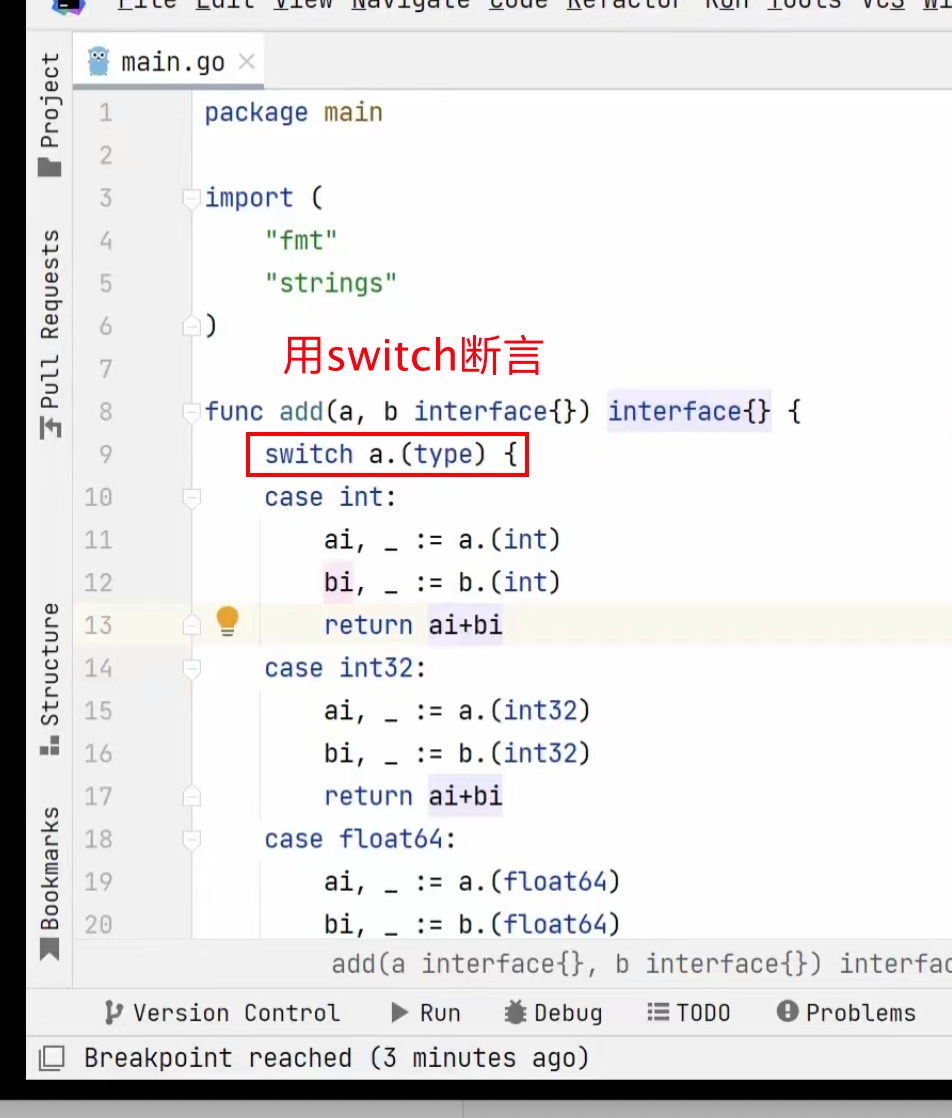 File Edit View Navigate Code Refactor Run Tools VCS
main.go
Project
Pull Requests
Structure
Bookmarks
1 package main
2
3 import (
4 "fmt"
5 "strings"
6 )
用switch断言
7
8 func add(a, b interface{}) interface{} {
9 switch a.(type) {
10 case int:
11 ai, _ := a.(int)
12 bi, _ := b.(int)
13 return ai+bi
14 case int32:
15 ai, _ := a.(int32)
16 bi, _ := b.(int32)
17 return ai+bi
18 case float64:
19 ai, _ := a.(float64)
20 bi, _ := b.(float64)
add(a interface{}, b interface{}) interfac
Version Control Run Debug TODO Problems
Breakpoint reached (3 minutes ago)